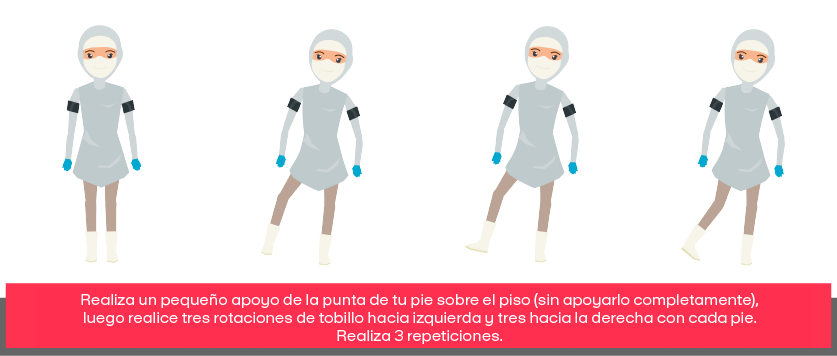 Realiza un pequeño apoyo de la punta de tu pie sobre el piso (sin apoyarlo completamente),
luego realice tres rotaciones de tobillo hacia izquierda y tres hacia la derecha con cada pie.
Realiza 3 repeticiones.